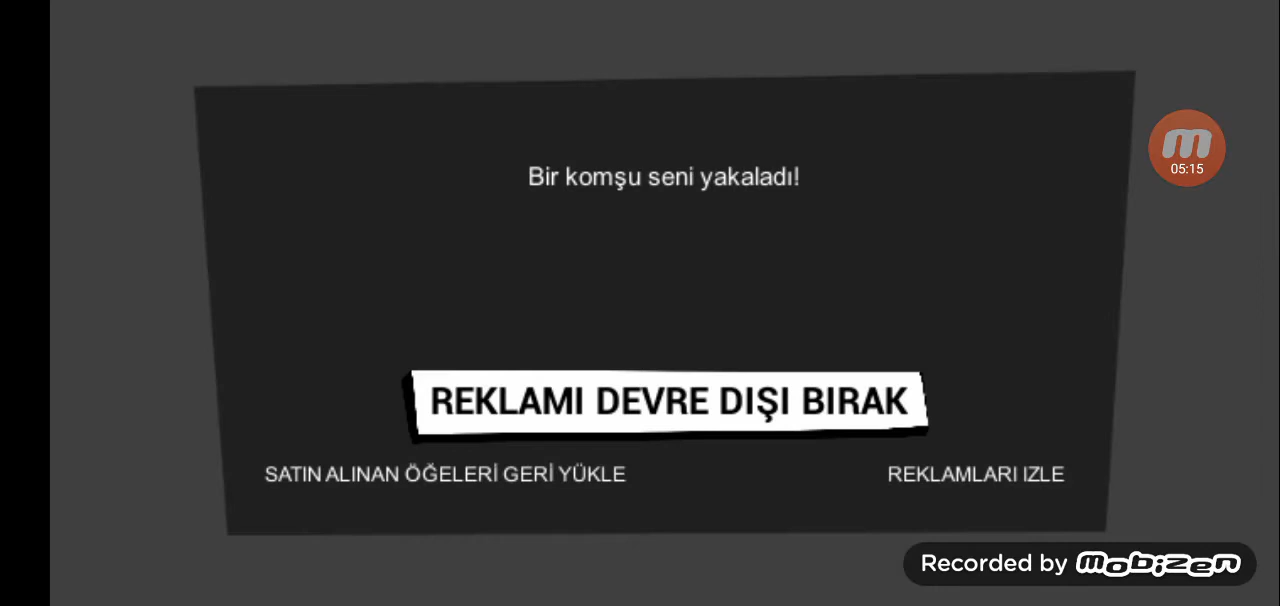 Bir komşu seni yakaladı!
05:15
REKLAMI DEVRE DIŞI BIRAK
SATIN ALINAN ÖĞELERİ GERİ YÜKLE
REKLAMLARI IZLE
Recorded by mobizen